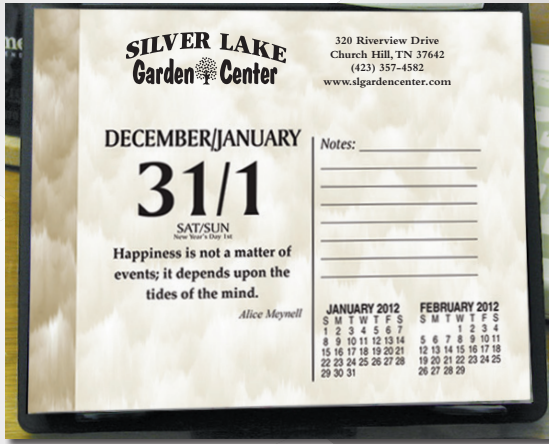 SILVER LAKE
Garden Center
320 Riverview Drive
Church Hill, TN 37642
(423) 357-4582
www.slgardencenter.com
DECEMBER/JANUARY
31/1
SAT/SUN
New Year's Day 1st
Happiness is not a matter of
events; it depends upon the
tides of the mind.
Alice Meynell
Notes:
JANUARY 2012
S M T W T F S
1 2 3 4 5 6 7
8 9 10 11 12 13 14
15 16 17 18 19 20 21
22 23 24 25 26 27 28
29 30 31
FEBRUARY 2012
S M T W T F S
1 2 3 4
5 6 7 8 9 10 11
12 13 14 15 16 17 18
19 20 21 22 23 24 25
26 27 28 29